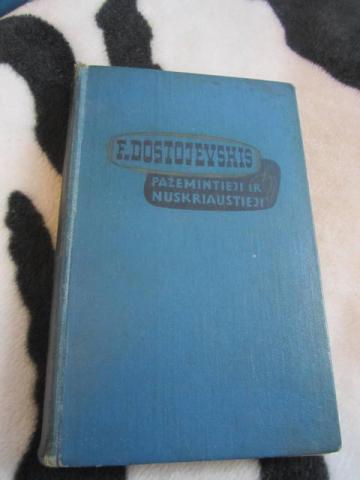 F. DOSTOJEVSKIS
PAŽEMINTIEJI IR
NUSKRIAUSTIEJI